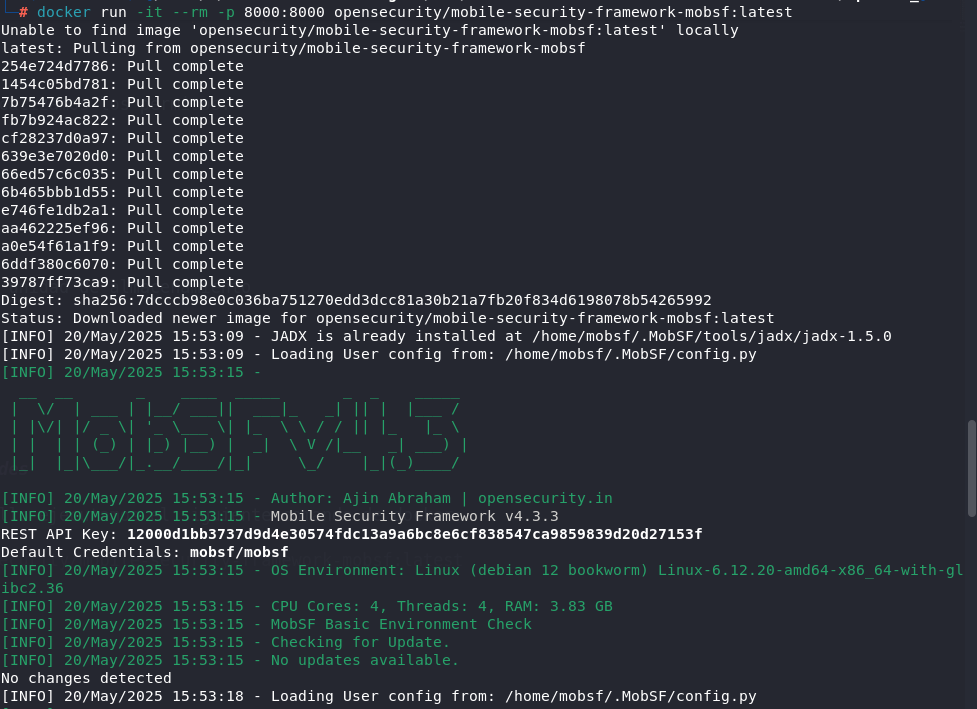 # docker run -it --rm -p 8000:8000 opensecurity/mobile-security-framework-mobsf:latest
Unable to find image 'opensecurity/mobile-security-framework-mobsf:latest' locally
latest: Pulling from opensecurity/mobile-security-framework-mobsf
254e724d7786: Pull complete
1454c05bd781: Pull complete
7b75476b4a2f: Pull complete
fb7b924ac822: Pull complete
cf28237d0a97: Pull complete
639e3e7020d0: Pull complete
66ed57c6c035: Pull complete
6b465bbb1d55: Pull complete
e746fe1db2a1: Pull complete
aa462225ef96: Pull complete
a0e54f61a1f9: Pull complete
6ddf380c6070: Pull complete
39787ff73ca9: Pull complete
Digest: sha256:7dcccb98e0c036ba751270edd3dcc81a30b21a7fb20f834d6198078b54265992
Status: Downloaded newer image for opensecurity/mobile-security-framework-mobsf:latest
[INFO] 20/May/2025 15:53:09 - JADX is already installed at /home/mobsf/.MobSF/tools/jadx/jadx-1.5.0
[INFO] 20/May/2025 15:53:09 - Loading User config from: /home/mobsf/.MobSF/config.py
[INFO] 20/May/2025 15:53:15 -
MobSF v4.3
[INFO] 20/May/2025 15:53:15 - Author: Ajin Abraham | opensecurity.in
[INFO] 20/May/2025 15:53:15 - Mobile Security Framework v4.3.3
REST API Key: 12000d1bb3737d9d4e30574fdc13a9a6bc8e6cf838547ca9859839d20d27153f
Default Credentials: mobsf/mobsf
[INFO] 20/May/2025 15:53:15 - OS Environment: Linux (debian 12 bookworm) Linux-6.12.20-amd64-x86_64-with-gl
ibc2.36
[INFO] 20/May/2025 15:53:15 - CPU Cores: 4, Threads: 4, RAM: 3.83 GB
[INFO] 20/May/2025 15:53:15 - MobSF Basic Environment Check
[INFO] 20/May/2025 15:53:15 - Checking for Update.
[INFO] 20/May/2025 15:53:15 - No updates available.
No changes detected
[INFO] 20/May/2025 15:53:18 - Loading User config from: /home/mobsf/.MobSF/config.py